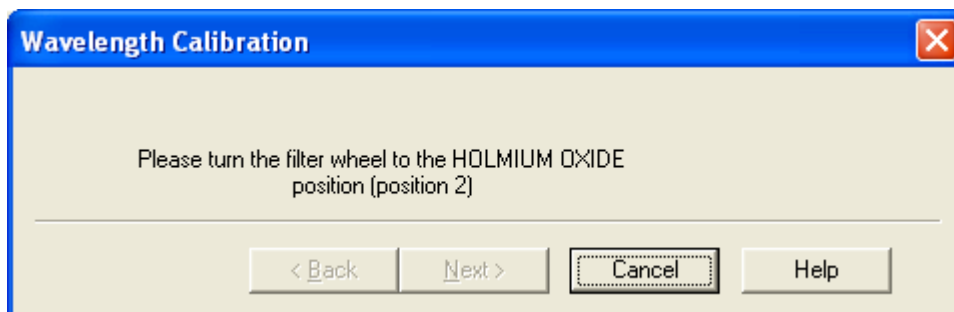 Wavelength Calibration
Please turn the filter wheel to the HOLMIUM OXIDE
position (position 2)
< Back
Next >
Cancel
Help